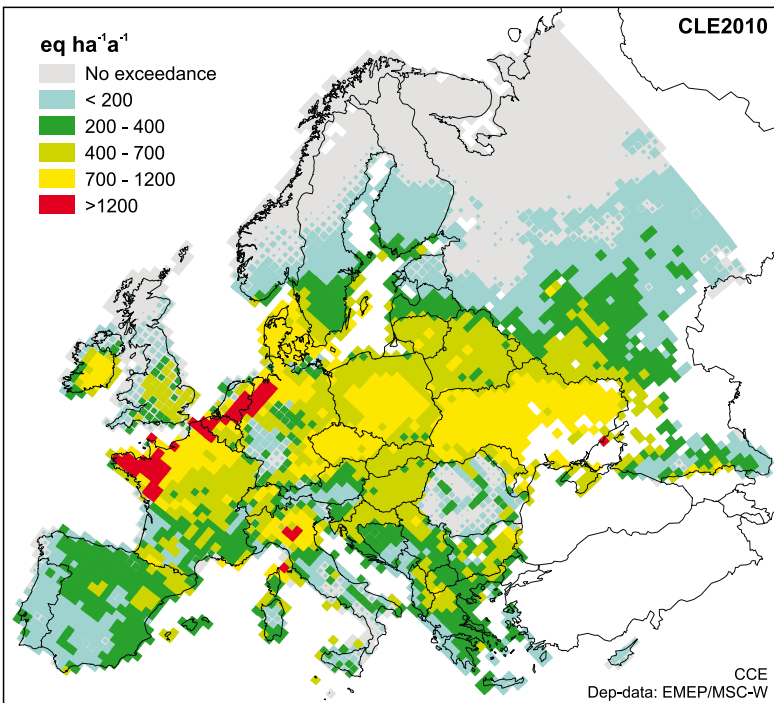 CLE2010
eq ha⁻¹a⁻¹
No exceedance
< 200
200 - 400
400 - 700
700 - 1200
>1200
CCE
Dep-data: EMEP/MSC-W